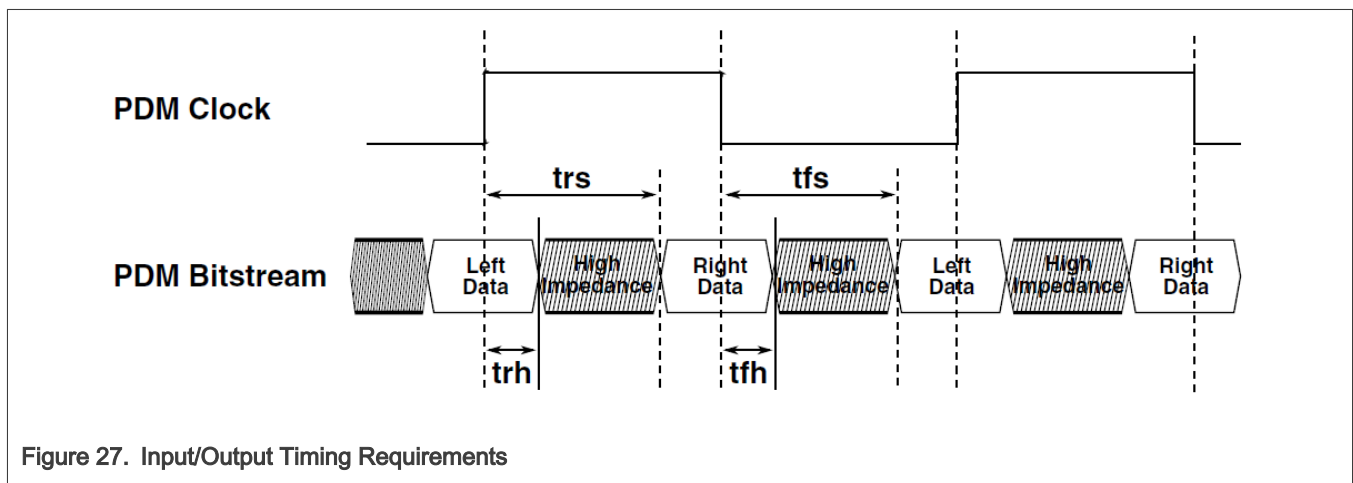 PDM Clock
trs
tfs
PDM Bitstream
Left
Data
High
Impedance
Right
Data
High
Impedance
Left
Data
High
Impedance
Right
Data
trh
tfh
Figure 27. Input/Output Timing Requirements